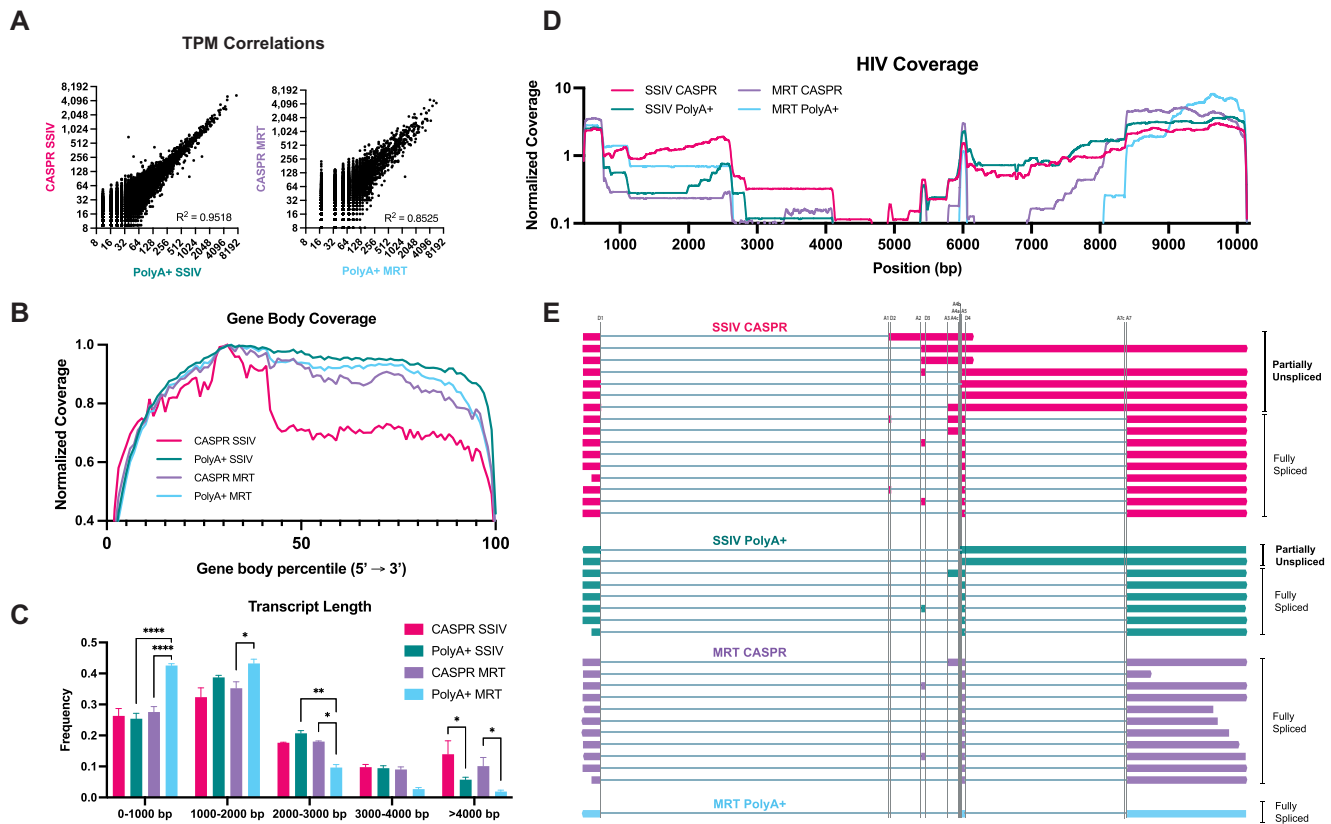 A
TPM Correlations
CASPR SSIV
8,192
4,096
2,048
1,024
512
256
128
64
32
16
8
R² = 0.9518
8 16 32 64 128 256 512 1024 2048 4096 8192
PolyA+ SSIV
CASPR MRT
8,192
4,096
2,048
1,024
512
256
128
64
32
16
8
R² = 0.8525
8 16 32 64 128 256 512 1024 2048 4096 8192
PolyA+ MRT
B
Gene Body Coverage
Normalized Coverage
1.0
0.8
0.6
0.4
CASPR SSIV
PolyA+ SSIV
CASPR MRT
PolyA+ MRT
0 50 100
Gene body percentile (5' → 3')
C
Transcript Length
Frequency
0.5
0.4
0.3
0.2
0.1
0.0
****
****
*
**
*
*
*
CASPR SSIV
PolyA+ SSIV
CASPR MRT
PolyA+ MRT
0-1000 bp 1000-2000 bp 2000-3000 bp 3000-4000 bp >4000 bp
D
HIV Coverage
Normalized Coverage
10
1
0.1
SSIV CASPR
SSIV PolyA+
MRT CASPR
MRT PolyA+
1000 2000 3000 4000 5000 6000 7000 8000 9000 10000
Position (bp)
E
A4b
A4a A5
D1 A1 D2 A2 D3 A3 A4c D4 A7c A7
SSIV CASPR
Partially
Unspliced
Fully
Spliced
SSIV PolyA+
Partially
Unspliced
Fully
Spliced
MRT CASPR
Fully
Spliced
MRT PolyA+
Fully
Spliced